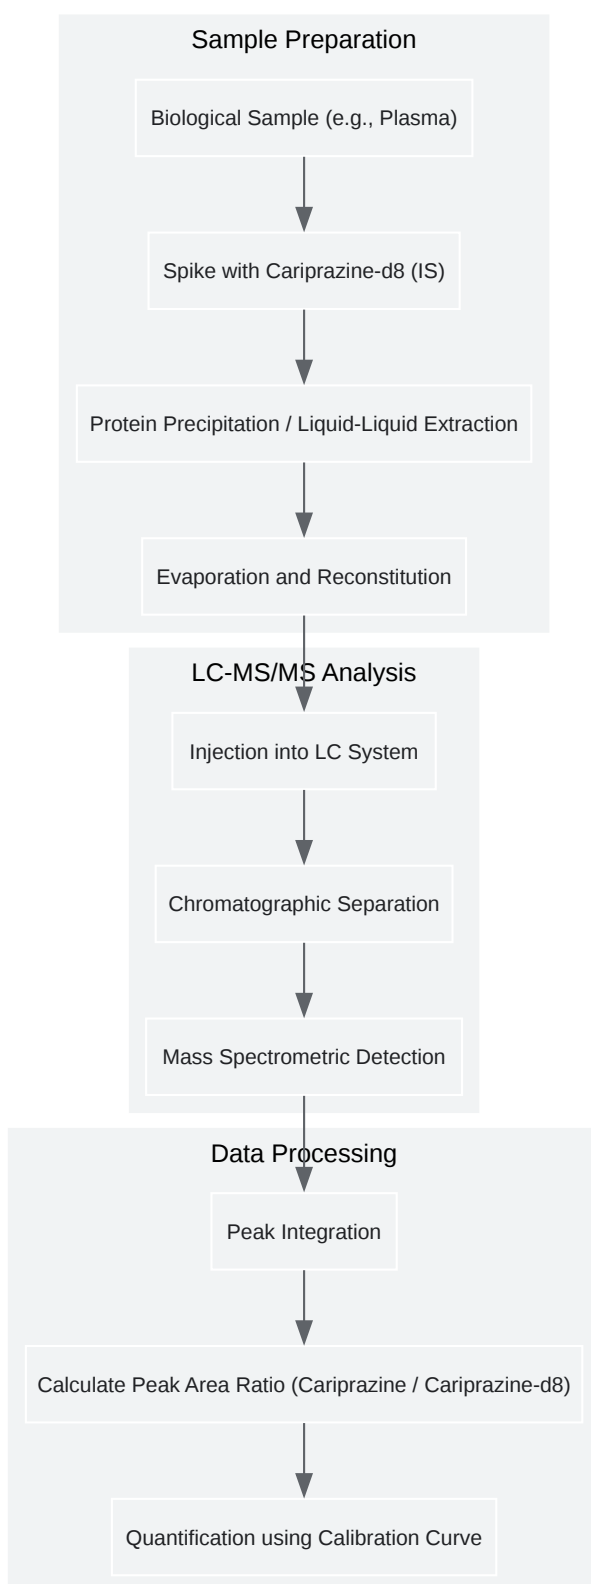 Sample Preparation
Biological Sample (e.g., Plasma)
Spike with Cariprazine-d8 (IS)
Protein Precipitation / Liquid-Liquid Extraction
Evaporation and Reconstitution
LC-MS/MS Analysis
Injection into LC System
Chromatographic Separation
Mass Spectrometric Detection
Data Processing
Peak Integration
Calculate Peak Area Ratio (Cariprazine / Cariprazine-d8)
Quantification using Calibration Curve